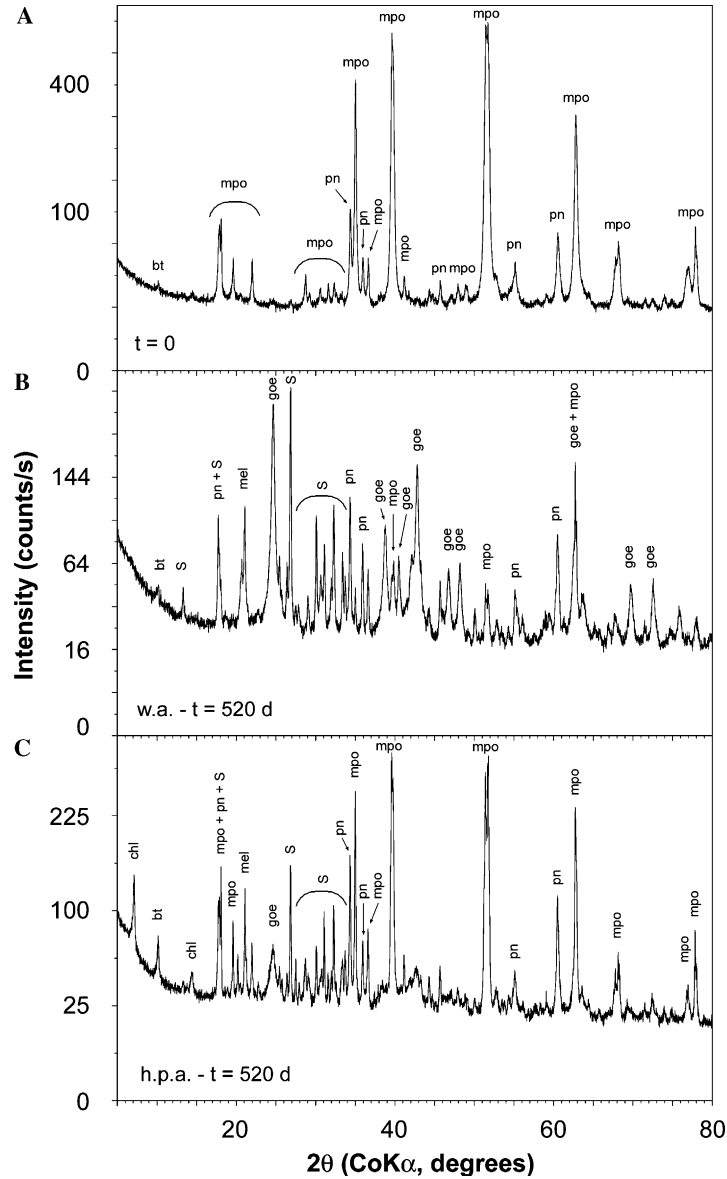 A
mpo
mpo
400
mpo
mpo
pn
mpo
100
mpo
pn
mpo
mpo
mpo
pn
mpo
bt
mpo
pn
mpo
pn
t = 0
0
B
goe
S
goe + mpo
144
pn + S
mel
S
pn
goe
goe
mpo
goe
pn
64
bt
S
pn
goe
goe
mpo
pn
goe
goe
16
w.a. - t = 520 d
0
C
mpo
mpo
mpo
mpo
225
chl
mpo + pn + S
mel
S
pn
bt
mpo
S
pn
mpo
pn
100
chl
goe
pn
mpo
mpo
mpo
25
h.p.a. - t = 520 d
0
20
40
60
80
Intensity (counts/s)
2θ (CoKα, degrees)